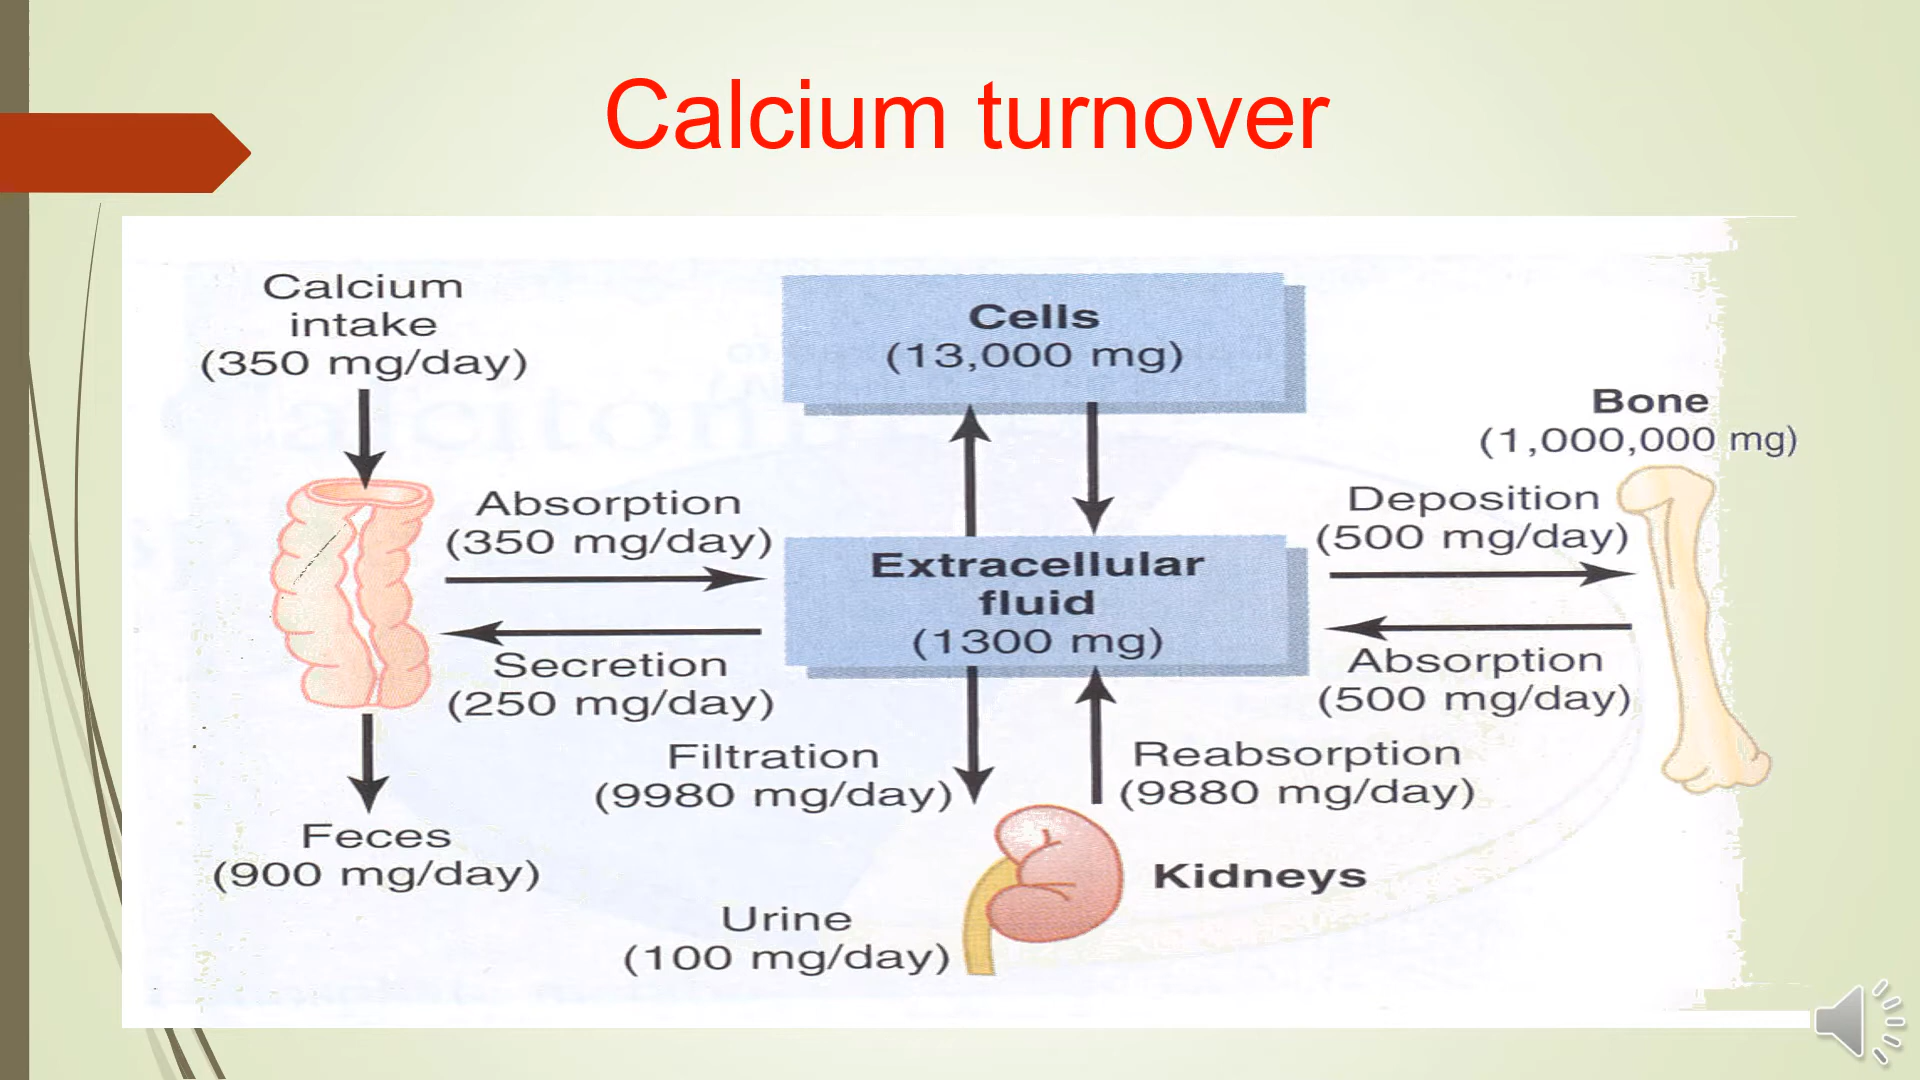 Calcium turnover
Calcium
intake
(350 mg/day)
Cells
(13,000 mg)
Bone
(1,000,000 mg)
Absorption
(350 mg/day)
Deposition
(500 mg/day)
Extracellular
fluid
(1300 mg)
Secretion
(250 mg/day)
Absorption
(500 mg/day)
Filtration
(9980 mg/day)
Reabsorption
(9880 mg/day)
Feces
(900 mg/day)
Kidneys
Urine
(100 mg/day)